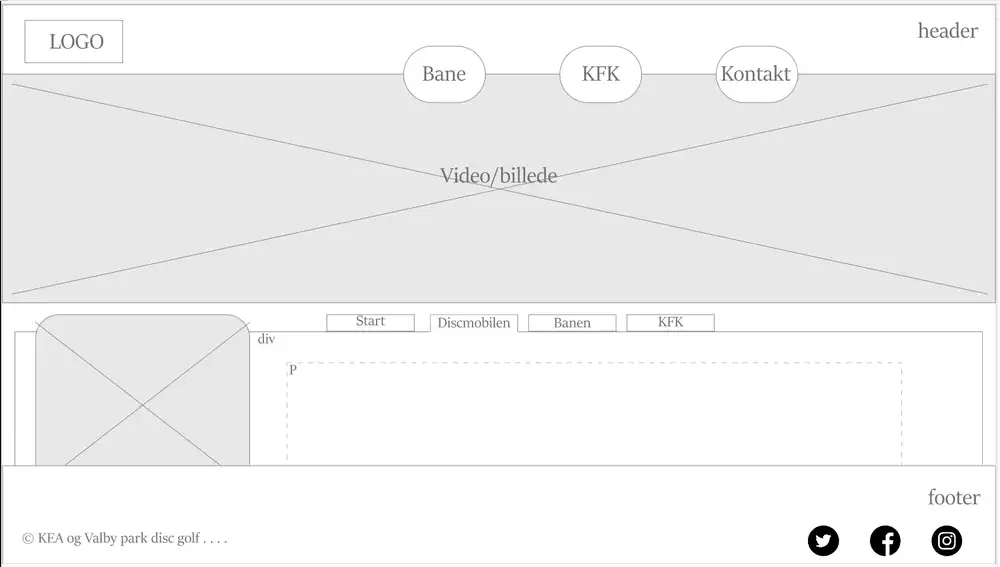 LOGO
header
Bane
KFK
Kontakt
Video/billede
Start
Discmobilen
Banen
KFK
div
P
footer
© KEA og Valby park disc golf . . . .